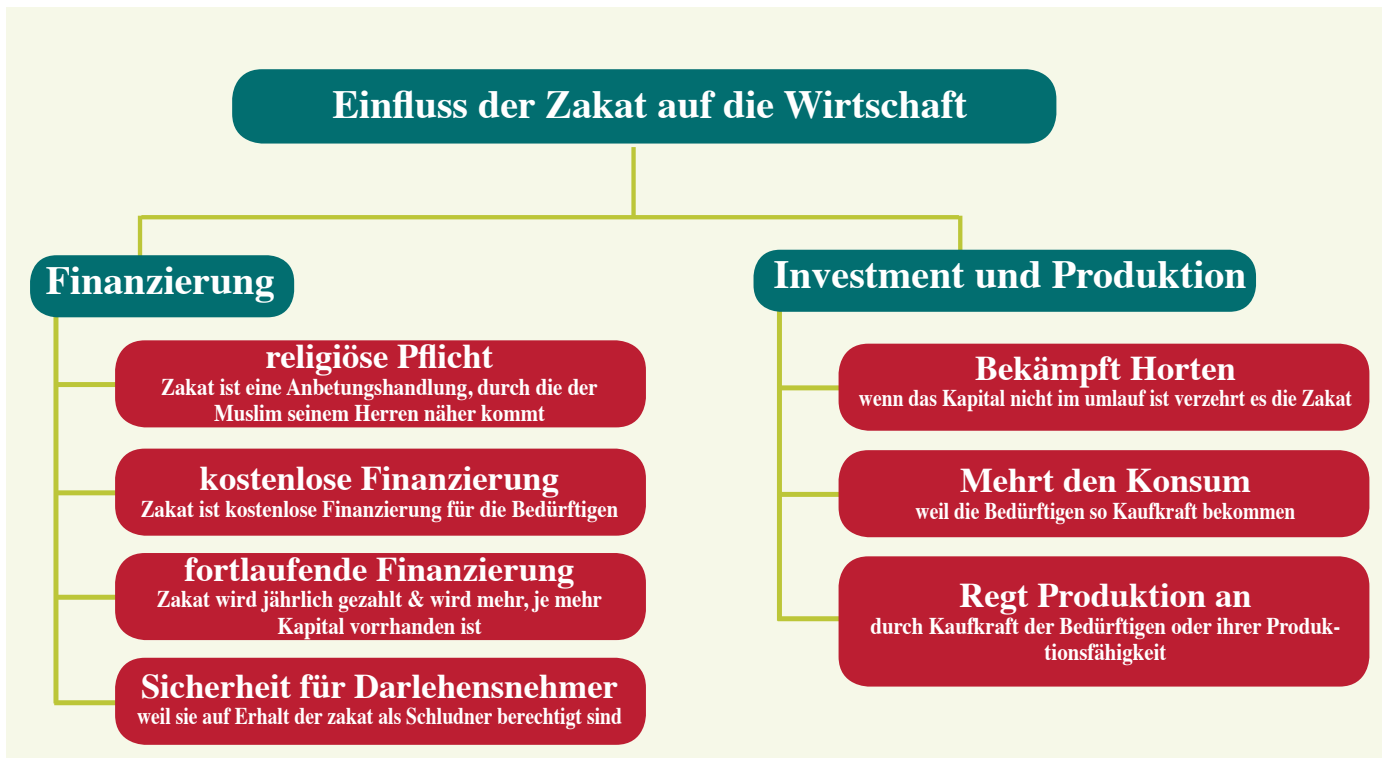 Einfluss der Zakat auf die Wirtschaft
Finanzierung
religiöse Pflicht
Zakat ist eine Anbetungshandlung, durch die der
Muslim seinem Herren näher kommt
kostenlose Finanzierung
Zakat ist kostenlose Finanzierung für die Bedürftigen
fortlaufende Finanzierung
Zakat wird jährlich gezahlt & wird mehr, je mehr
Kapital vorrhanden ist
Sicherheit für Darlehensnehmer
weil sie auf Erhalt der zakat als Schludner berechtigt sind
Investment und Produktion
Bekämpft Horten
wenn das Kapital nicht im umlauf ist verzehrt es die Zakat
Mehrt den Konsum
weil die Bedürftigen so Kaufkraft bekommen
Regt Produktion an
durch Kaufkraft der Bedürftigen oder ihrer Produk-
tionsfähigkeit